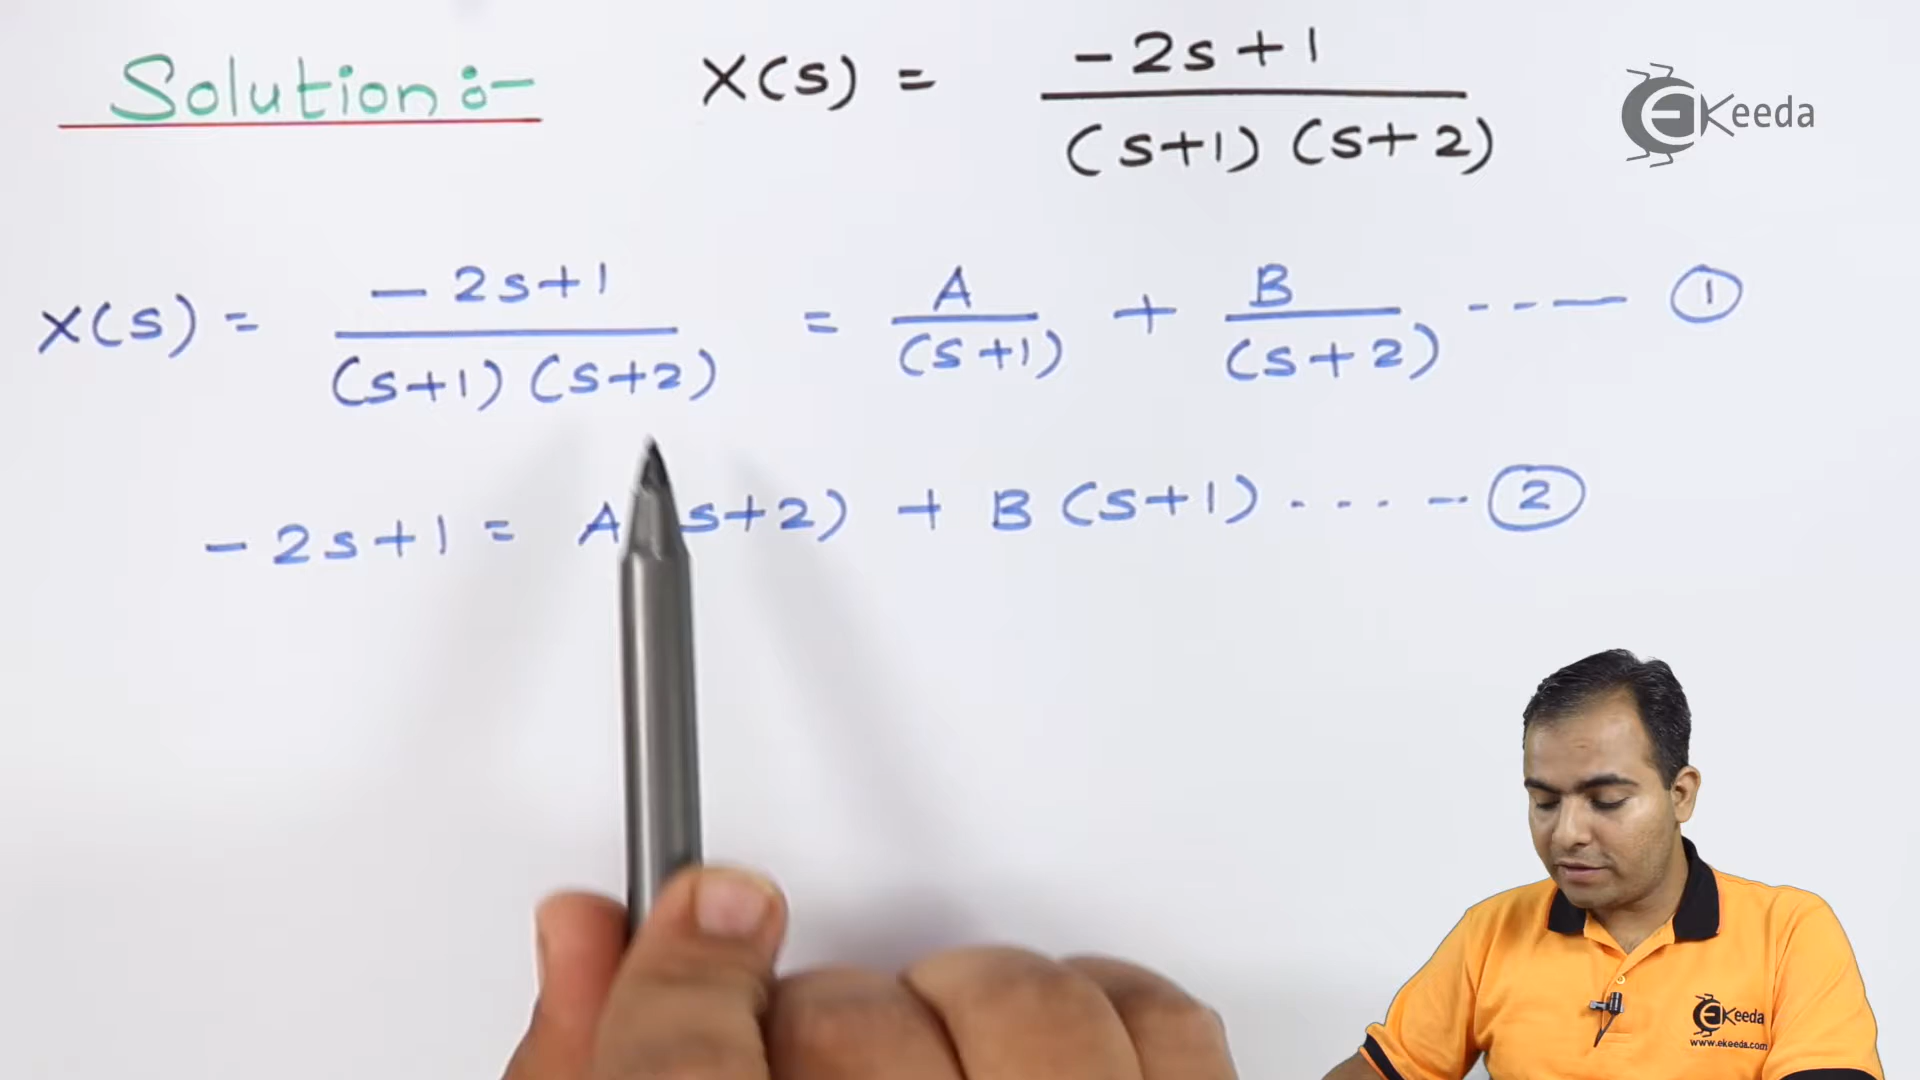 Solution :-
X(s) = -2s+1 / (s+1) (s+2)
EKeeda
X(s) = -2s+1 / (s+1) (s+2) = A / (s+1) + B / (s+2) ---— ①
-2s+1 = A s+2) + B (s+1) ....- ②
EKeeda
www.ekeeda.com